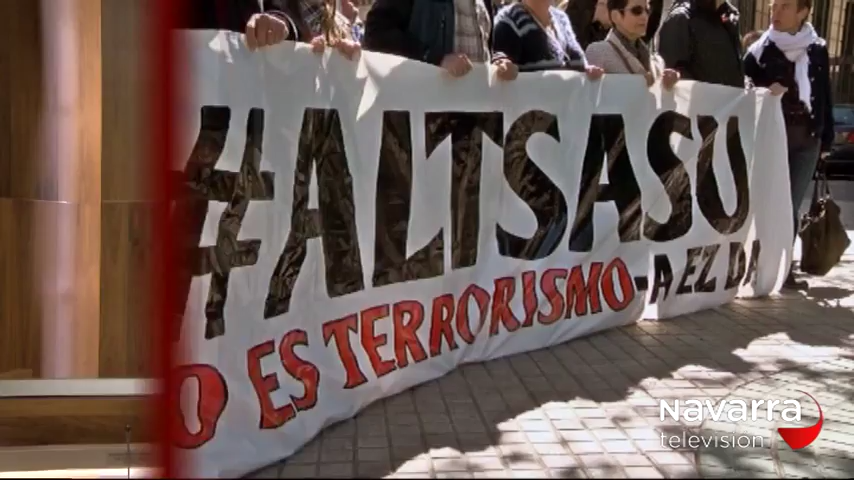 #ALTSASU
O ES TERRORISMO-A EZ DA
Navarra
television